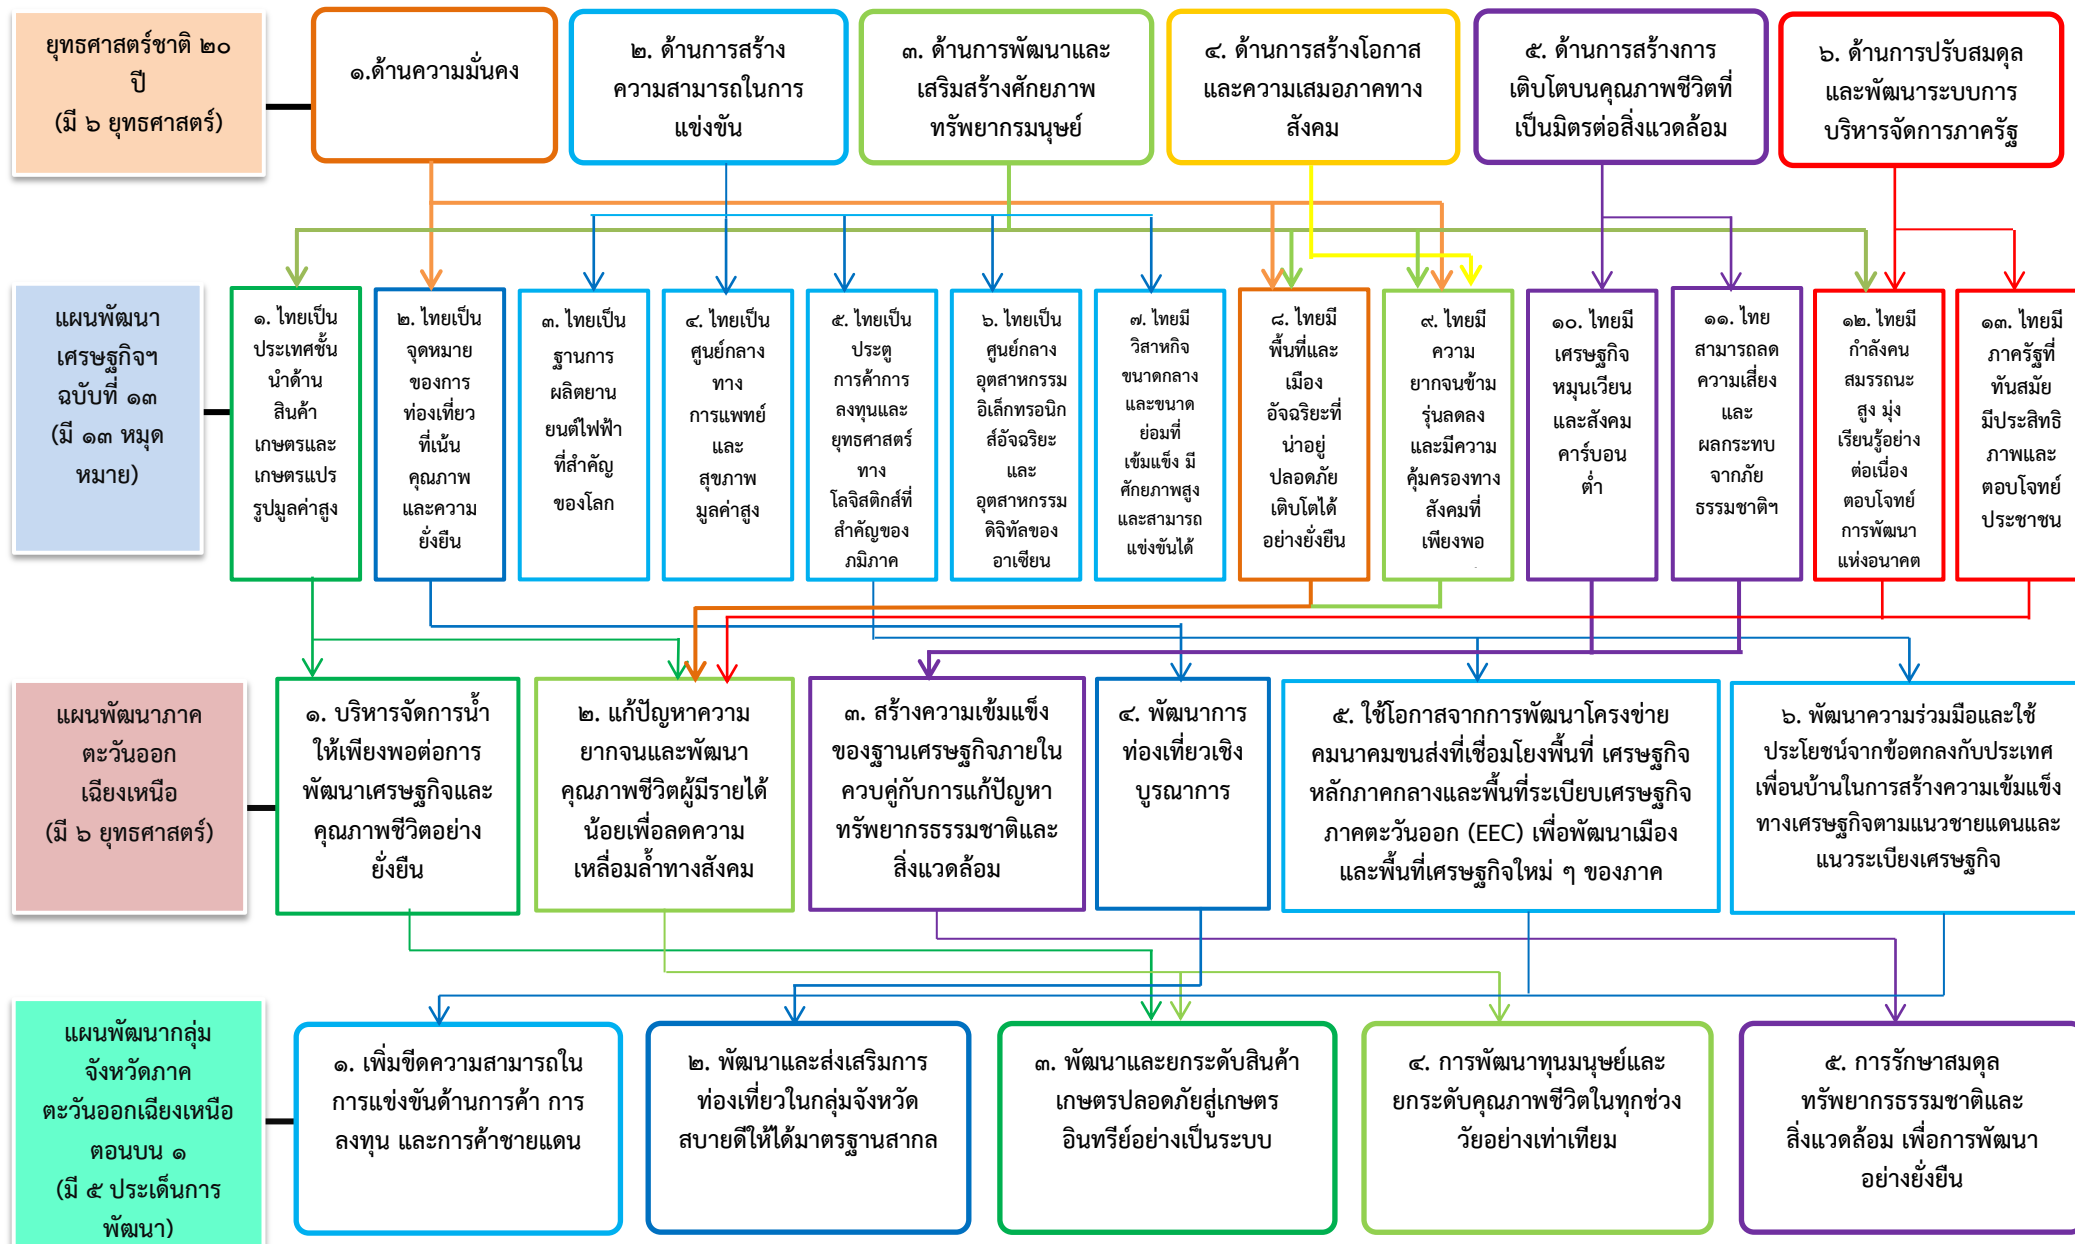 ยุทธศาสตร์ชาติ ๒๐
ปี
(มี ๖ ยุทธศาสตร์)
๑.ด้านความมั่นคง
๒. ด้านการสร้าง
ความสามารถในการ
แข่งขัน
๓. ด้านการพัฒนาและ
เสริมสร้างศักยภาพ
ทรัพยากรมนุษย์
๔. ด้านการสร้างโอกาส
และความเสมอภาคทาง
สังคม
๕. ด้านการสร้างการ
เติบโตบนคุณภาพชีวิตที่
เป็นมิตรต่อสิ่งแวดล้อม
๖. ด้านการปรับสมดุล
และพัฒนาระบบการ
บริหารจัดการภาครัฐ
แผนพัฒนา
เศรษฐกิจฯ
ฉบับที่ ๑๓
(มี ๑๓ หมุด
หมาย)
๑. ไทยเป็น
ประเทศชั้น
นำด้าน
สินค้า
เกษตรและ
เกษตรแปร
รูปมูลค่าสูง
๒. ไทยเป็น
จุดหมาย
ของการ
ท่องเที่ยว
ที่เน้น
คุณภาพ
และความ
ยั่งยืน
๓. ไทยเป็น
ฐานการ
ผลิตยาน
ยนต์ไฟฟ้า
ที่สำคัญ
ของโลก
๔. ไทยเป็น
ศูนย์กลาง
ทาง
การแพทย์
และ
สุขภาพ
มูลค่าสูง
๕. ไทยเป็น
ประตู
การค้าการ
ลงทุนและ
ยุทธศาสตร์
ทาง
โลจิสติกส์ที่
สำคัญของ
ภมิภาค
๖. ไทยเป็น
ศูนย์กลาง
อุตสาหกรรม
อิเล็กทรอนิก
ส์อัจฉริยะ
และ
อุตสาหกรรม
ดิจิทัลของ
อาเซียน
๗. ไทยมี
วิสาหกิจ
ขนาดกลาง
และขนาด
ย่อมที่
เข้มแข็ง มี
ศักยภาพสูง
และสามารถ
แข่งขันได้
๘. ไทยมี
พื้นที่และ
เมือง
อัจฉริยะที่
น่าอยู่
ปลอดภัย
เติบโตได้
อย่างยั่งยืน
๙. ไทยมี
ความ
ยากจนข้าม
รุ่นลดลง
และมีความ
คุ้มครองทาง
สังคมที่
เพียงพอ
๑๐. ไทยมี
เศรษฐกิจ
หมุนเวียน
และสังคม
คาร์บอน
ต่ำ
๑๑. ไทย
สามารถลด
ความเสี่ยง
และ
ผลกระทบ
จากภัย
ธรรมชาติฯ
๑๒. ไทยมี
กำลังคน
สมรรถนะ
สูง มุ่ง
เรียนรู้อย่าง
ต่อเนื่อง
ตอบโจทย์
การพัฒนา
แห่งอนาคต
๑๓. ไทยมี
ภาครัฐที่
ทันสมัย
มีประสิทธิ
ภาพและ
ตอบโจทย์
ประชาชน
แผนพัฒนาภาค
ตะวันออก
เฉียงเหนือ
(มี ๖ ยุทธศาสตร์)
๑. บริหารจัดการน้ำ
ให้เพียงพอต่อการ
พัฒนาเศรษฐกิจและ
คุณภาพชีวิตอย่าง
ยั่งยืน
๒. แก้ปัญหาความ
ยากจนและพัฒนา
คุณภาพชีวิตผู้มีรายได้
น้อยเพื่อลดความ
เหลื่อมล้ำทางสังคม
๓. สร้างความเข้มแข็ง
ของฐานเศรษฐกิจภายใน
ควบคู่กับการแก้ปัญหา
ทรัพยากรธรรมชาติและ
สิ่งแวดล้อม
๔. พัฒนาการ
ท่องเที่ยวเชิง
บูรณาการ
๕. ใช้โอกาสจากการพัฒนาโครงข่าย
คมนาคมขนส่งที่เชื่อมโยงพื้นที่ เศรษฐกิจ
หลักภาคกลางและพื้นที่ระเบียบเศรษฐกิจ
ภาคตะวันออก (EEC) เพื่อพัฒนาเมือง
และพื้นที่เศรษฐกิจใหม่ ๆ ของภาค
๖. พัฒนาความร่วมมือและใช้
ประโยชน์จากข้อตกลงกับประเทศ
เพื่อนบ้านในการสร้างความเข้มแข็ง
ทางเศรษฐกิจตามแนวชายแดนและ
แนวระเบียงเศรษฐกิจ
แผนพัฒนากลุ่ม
จังหวัดภาค
ตะวันออกเฉียงเหนือ
ตอนบน ๑
(มี ๕ ประเด็นการ
พัฒนา)
๑. เพิ่มขีดความสามารถใน
การแข่งขันด้านการค้า การ
ลงทุน และการค้าชายแดน
๒. พัฒนาและส่งเสริมการ
ท่องเที่ยวในกลุ่มจังหวัด
สบายดีให้ได้มาตรฐานสากล
๓. พัฒนาและยกระดับสินค้า
เกษตรปลอดภัยสู่เกษตร
อินทรีย์อย่างเป็นระบบ
๔. การพัฒนาทุนมนุษย์และ
ยกระดับคุณภาพชีวิตในทุกช่วง
วัยอย่างเท่าเทียม
๕. การรักษาสมดุล
ทรัพยากรธรรมชาติและ
สิ่งแวดล้อม เพื่อการพัฒนา
อย่างยั่งยืน